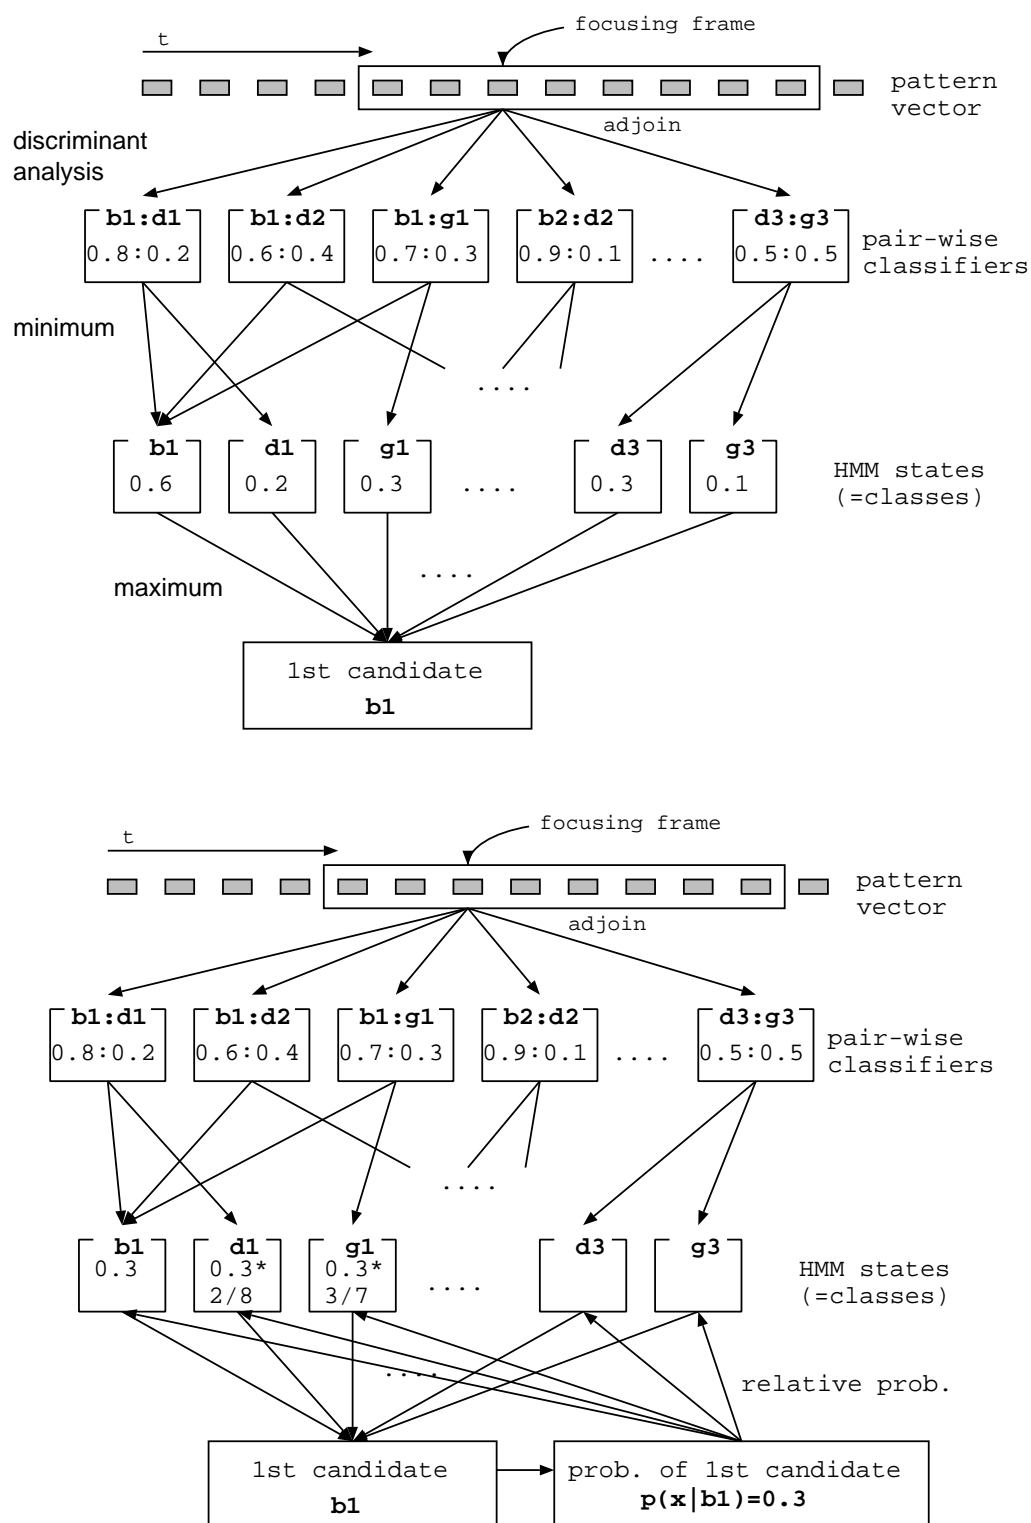 focusing frame
t
pattern
vector
adjoin
discriminant
analysis
b1:d1 b1:d2 b1:g1 b2:d2 d3:g3
0.8:0.2 0.6:0.4 0.7:0.3 0.9:0.1 .... 0.5:0.5
pair-wise
classifiers
minimum
....
b1 d1 g1 d3 g3
0.6 0.2 0.3 .... 0.3 0.1
HMM states
(=classes)
....
maximum
1st candidate
b1
focusing frame
t
pattern
vector
adjoin
b1:d1 b1:d2 b1:g1 b2:d2 d3:g3
0.8:0.2 0.6:0.4 0.7:0.3 0.9:0.1 .... 0.5:0.5
pair-wise
classifiers
....
b1 d1 g1 d3 g3
0.3 0.3* 0.3*
2/8 3/7 ....
HMM states
(=classes)
....
relative prob.
1st candidate
b1
prob. of 1st candidate
p(x|b1)=0.3